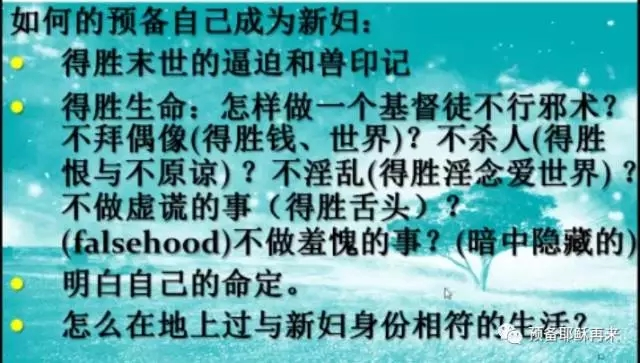 如何的预备自己成为新妇：
得胜末世的逼迫和兽印记
得胜生命：怎样做一个基督徒不行邪术？
不拜偶像(得胜钱、世界)？不杀人(得胜
恨与不原谅) ？不淫乱(得胜淫念爱世界) ？
不做虚谎的事（得胜舌头）？
(falsehood)不做羞愧的事？(暗中隐藏的)
明白自己的命定。
怎么在地上过与新妇身份相符的生活？
预备耶稣再来